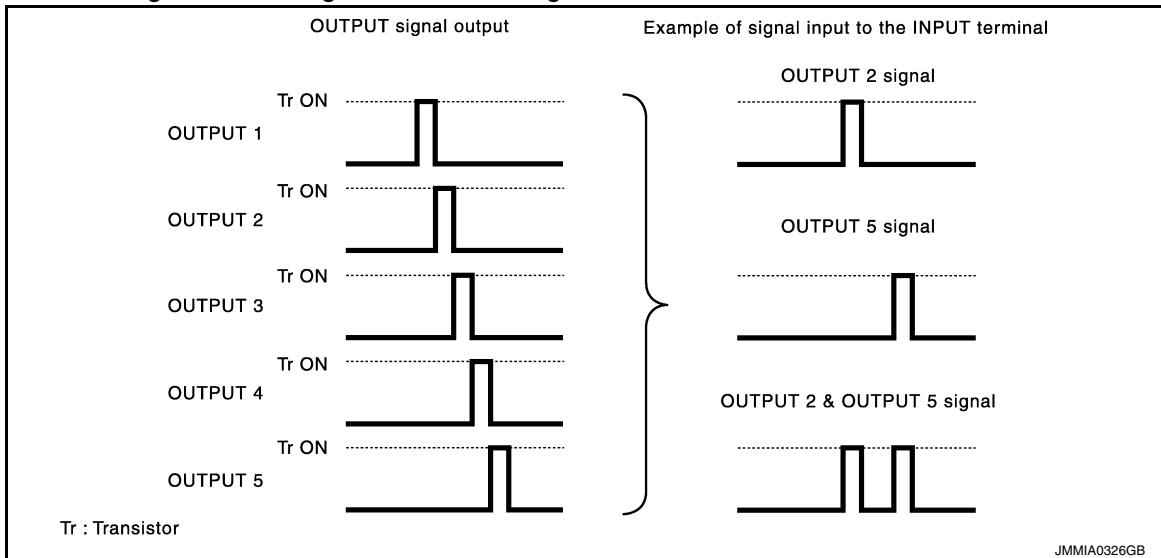 OUTPUT signal output
Example of signal input to the INPUT terminal
Tr ON
OUTPUT 1
Tr ON
OUTPUT 2
Tr ON
OUTPUT 3
Tr ON
OUTPUT 4
Tr ON
OUTPUT 5
OUTPUT 2 signal
OUTPUT 5 signal
OUTPUT 2 & OUTPUT 5 signal
Tr : Transistor
JMMIA0326GB